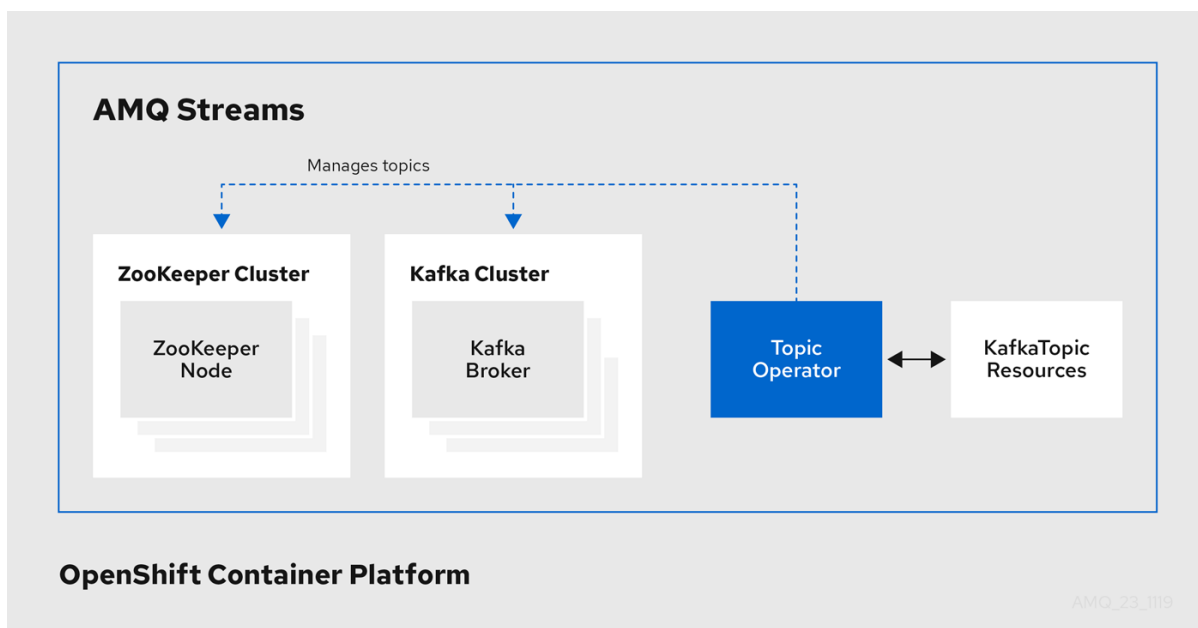 AMQ Streams
Manages topics
ZooKeeper Cluster
ZooKeeper
Node
Kafka Cluster
Kafka
Broker
Topic
Operator
KafkaTopic
Resources
OpenShift Container Platform
AMQ_23_1119